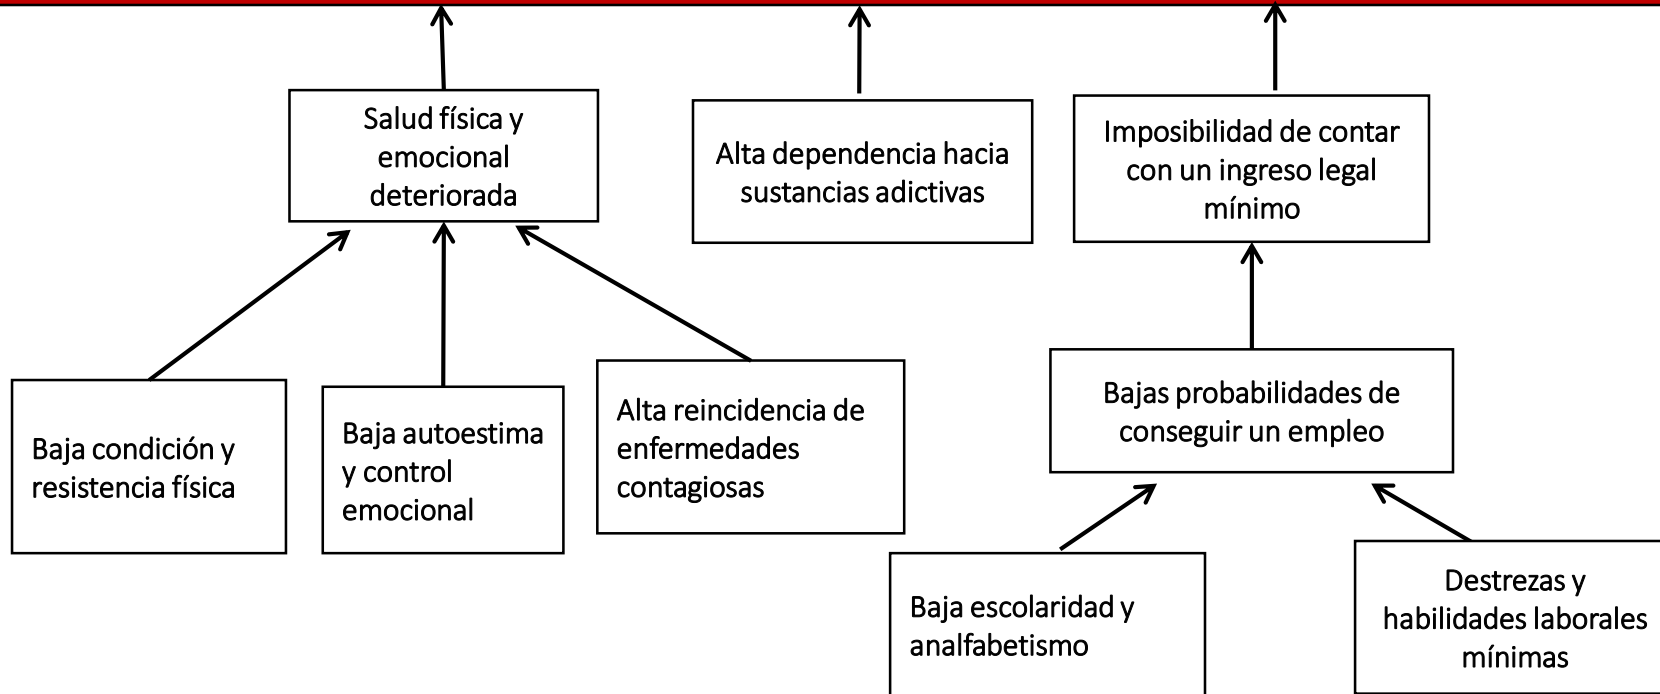 Salud física y
emocional
deteriorada
Alta dependencia hacia
sustancias adictivas
Imposibilidad de contar
con un ingreso legal
mínimo
Baja condición y
resistencia física
Baja autoestima
y control
emocional
Alta reincidencia de
enfermedades
contagiosas
Bajas probabilidades de
conseguir un empleo
Baja escolaridad y
analfabetismo
Destrezas y
habilidades laborales
mínimas